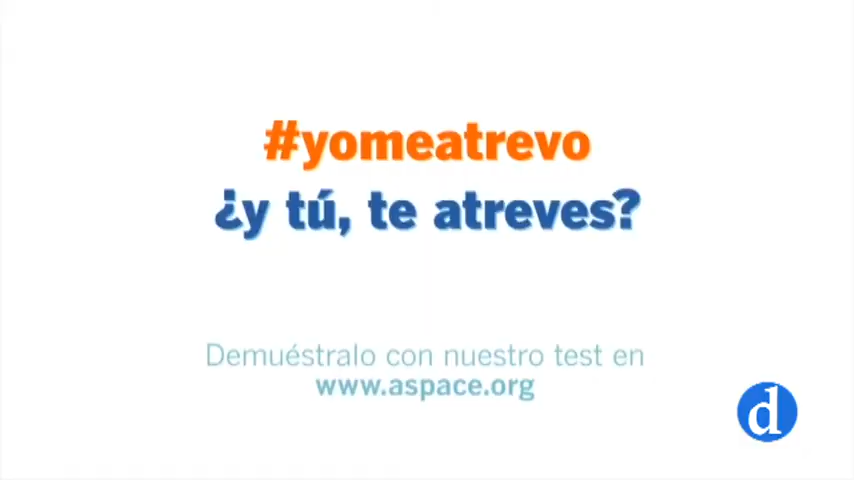 #yomeatrevo
¿y tú, te atreves?
Demuéstralo con nuestro test en
www.aspace.org
d